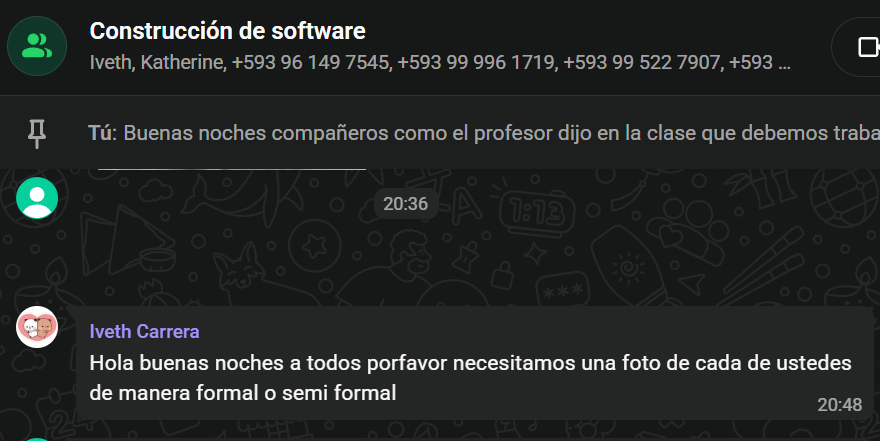 Construcción de software
Iveth, Katherine, +593 96 149 7545, +593 99 996 1719, +593 99 522 7907, +593 ...
Tú: Buenas noches compañeros como el profesor dijo en la clase que debemos traba
20:36
1:13
Iveth Carrera
Hola buenas noches a todos porfavor necesitamos una foto de cada de ustedes
de manera formal o semi formal
20:48